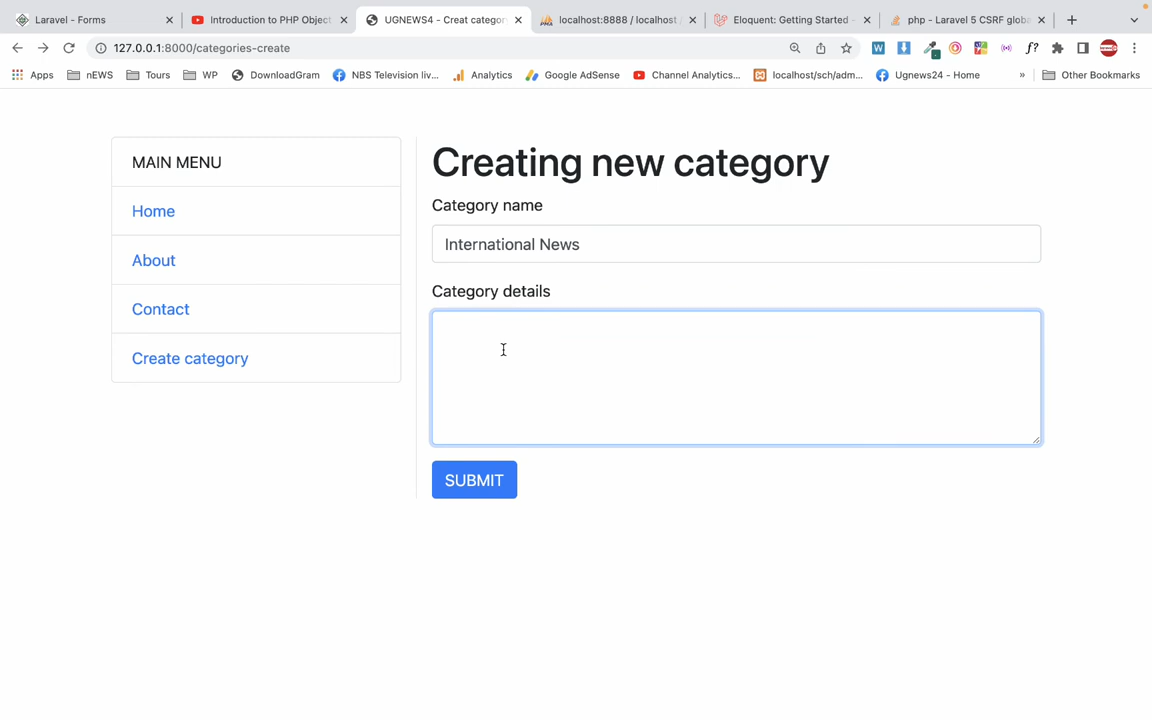 Laravel - Forms
Introduction to PHP Object
UGNEWS4 - Creat categor
localhost:8888 / localhost
Eloquent: Getting Started -
php - Laravel 5 CSRF globa
127.0.0.1:8000/categories-create
Apps
nEWS
Tours
WP
DownloadGram
NBS Television liv...
Analytics
Google AdSense
Channel Analytics...
localhost/sch/adm...
Ugnews24 - Home
»
Other Bookmarks
MAIN MENU
Home
About
Contact
Create category
Creating new category
Category name
International News
Category details
SUBMIT